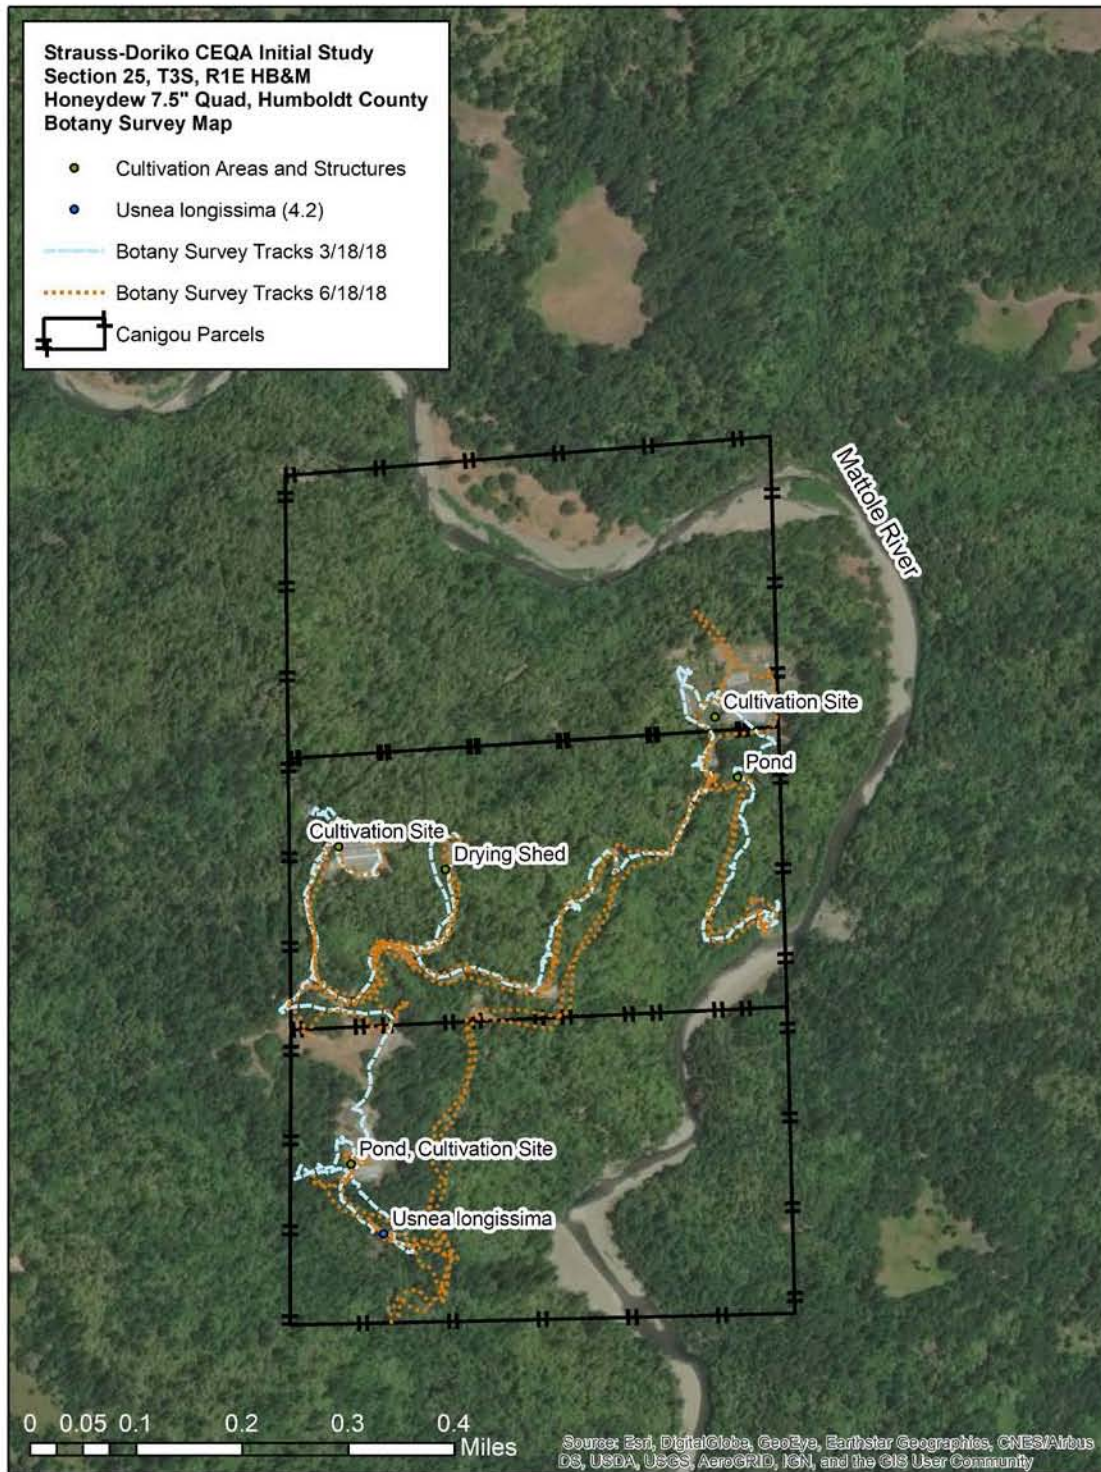 Strauss-Doriko CEQA Initial Study
Section 25, T3S, R1E HB&M
Honeydew 7.5" Quad, Humboldt County
Botany Survey Map
Cultivation Areas and Structures
Usnea longissima (4.2)
Botany Survey Tracks 3/18/18
Botany Survey Tracks 6/18/18
Canigou Parcels
Mattole River
Cultivation Site
Pond
Cultivation Site
Drying Shed
Pond, Cultivation Site
Usnea longissima
0 0.05 0.1 0.2 0.3 0.4
Miles
Source: Esri, DigitalGlobe, GeoEye, Earthstar Geographics, CNES/Airbus
DS, USDA, USGS, AeroGRID, IGN, and the GIS User Community